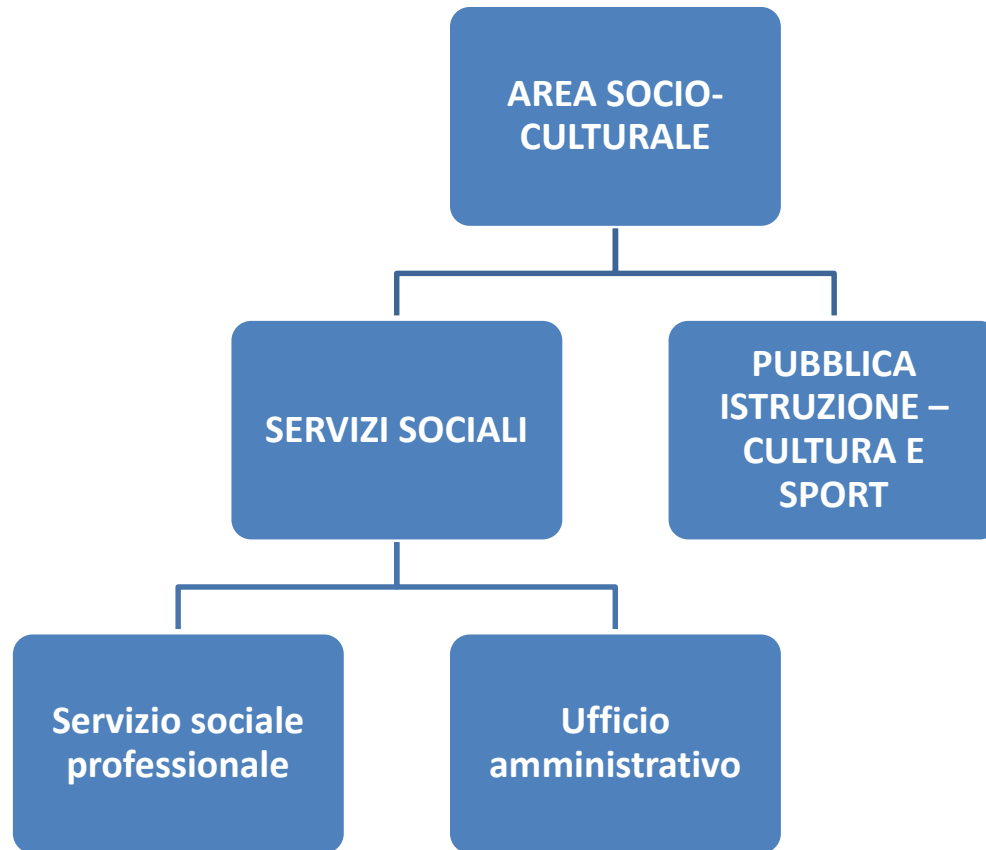 AREA SOCIO-
CULTURALE
SERVIZI SOCIALI
PUBBLICA
ISTRUZIONE –
CULTURA E
SPORT
Servizio sociale
professionale
Ufficio
amministrativo